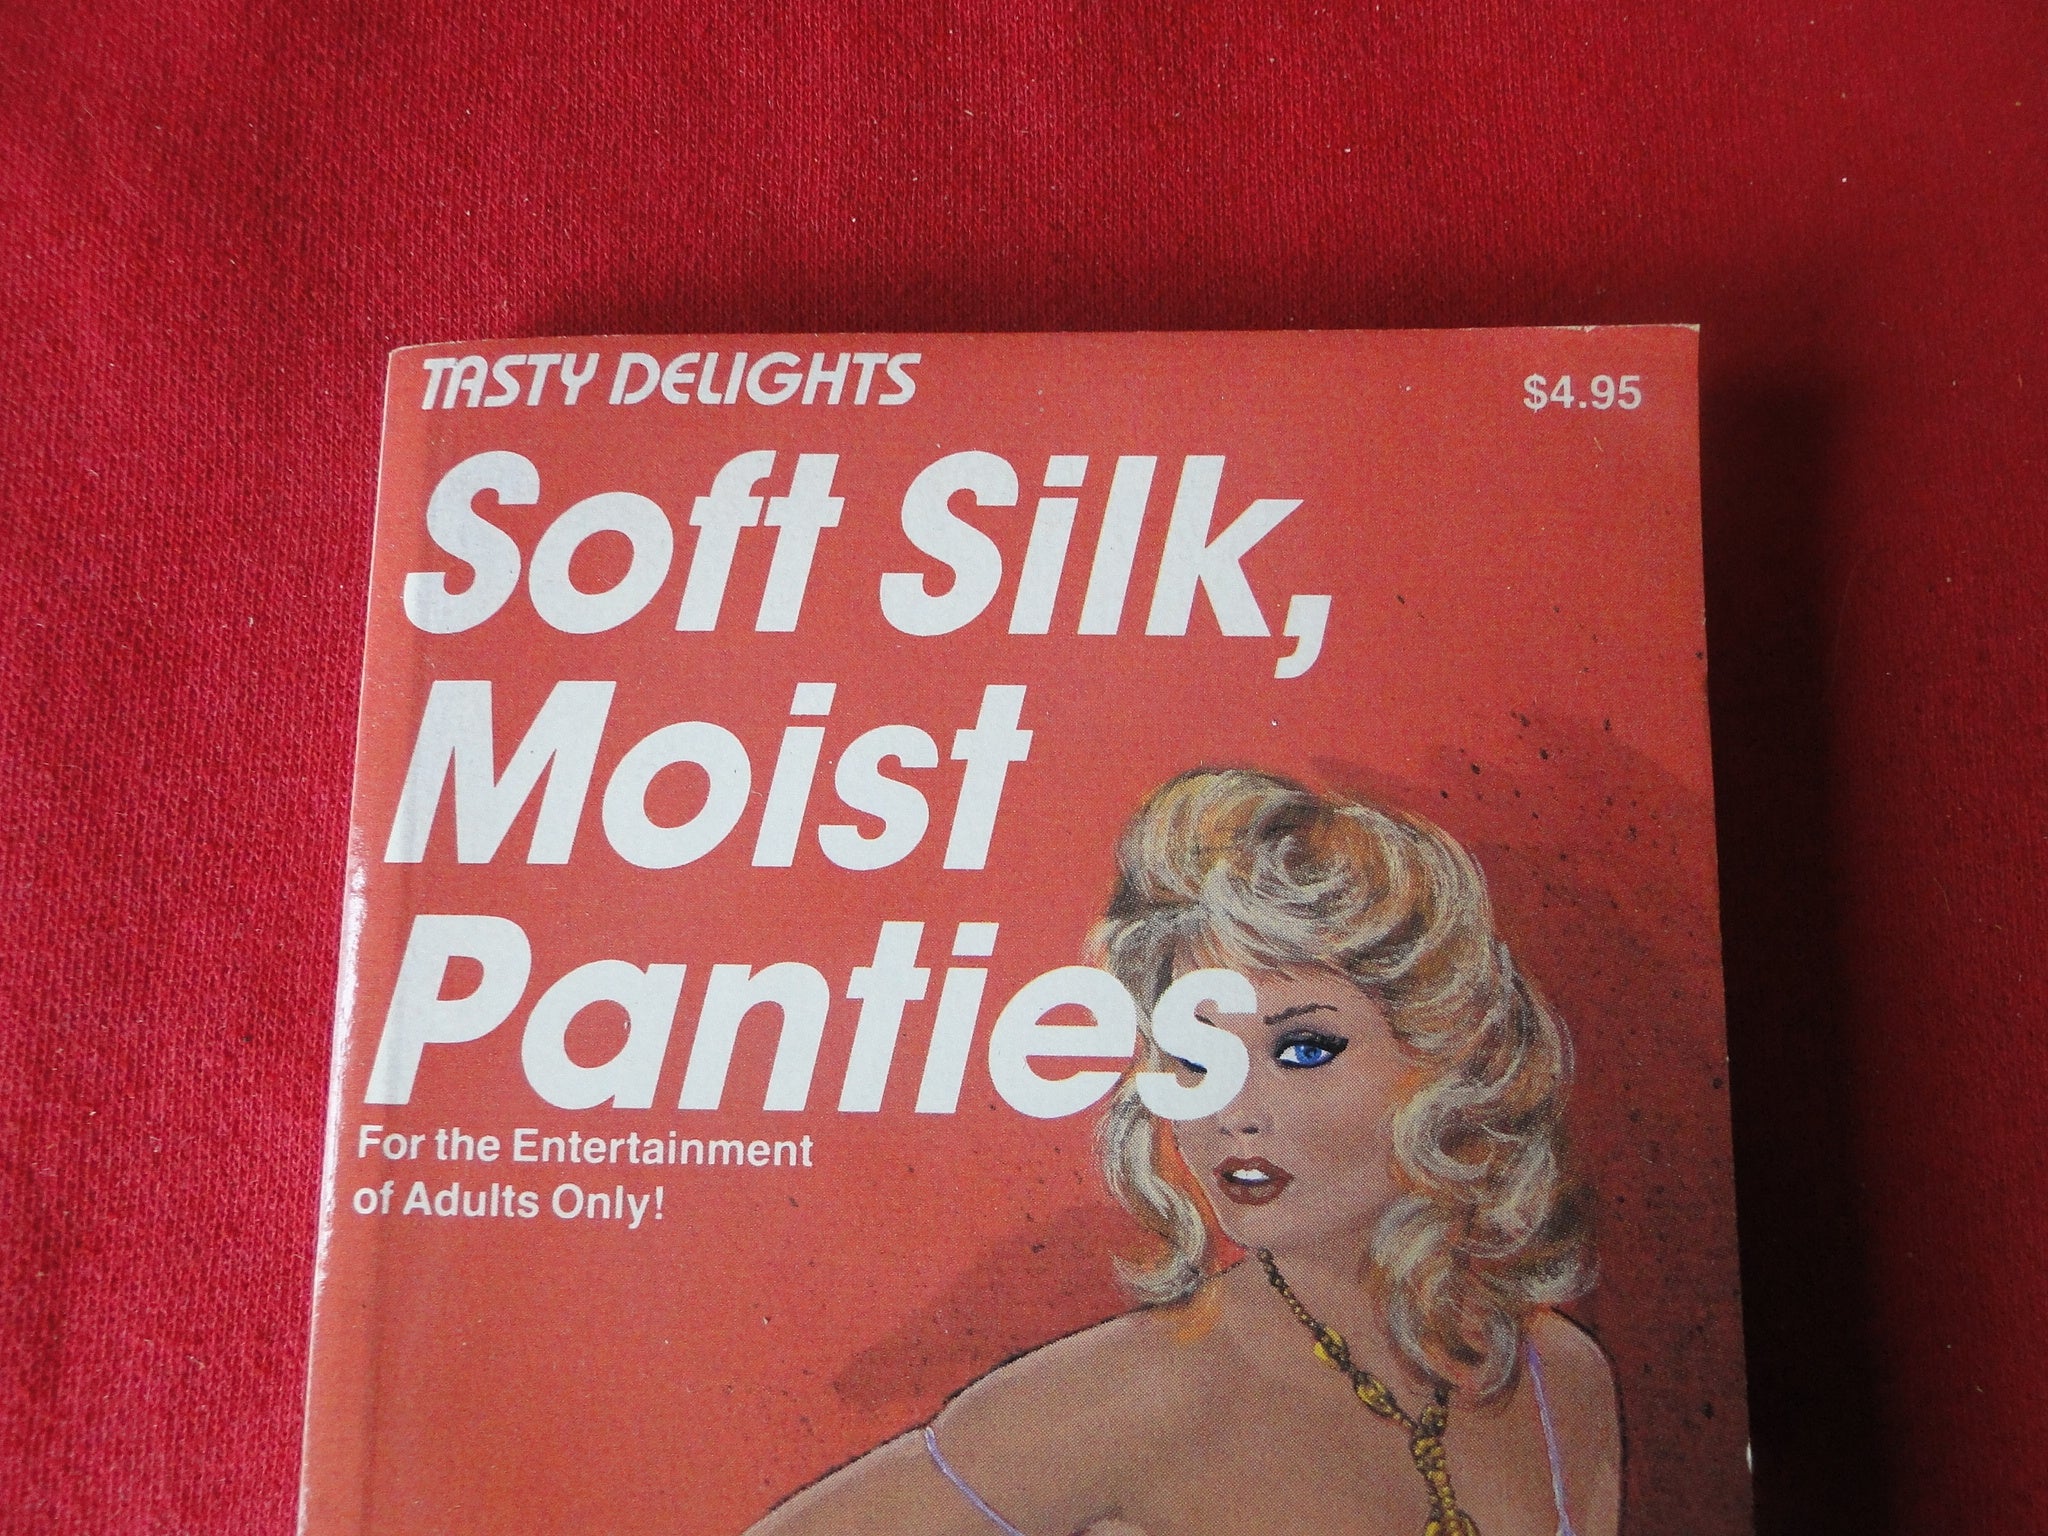 TASTY DELIGHTS
$4.95
Soft Silk,
Moist
Panties
For the Entertainment
of Adults Only!